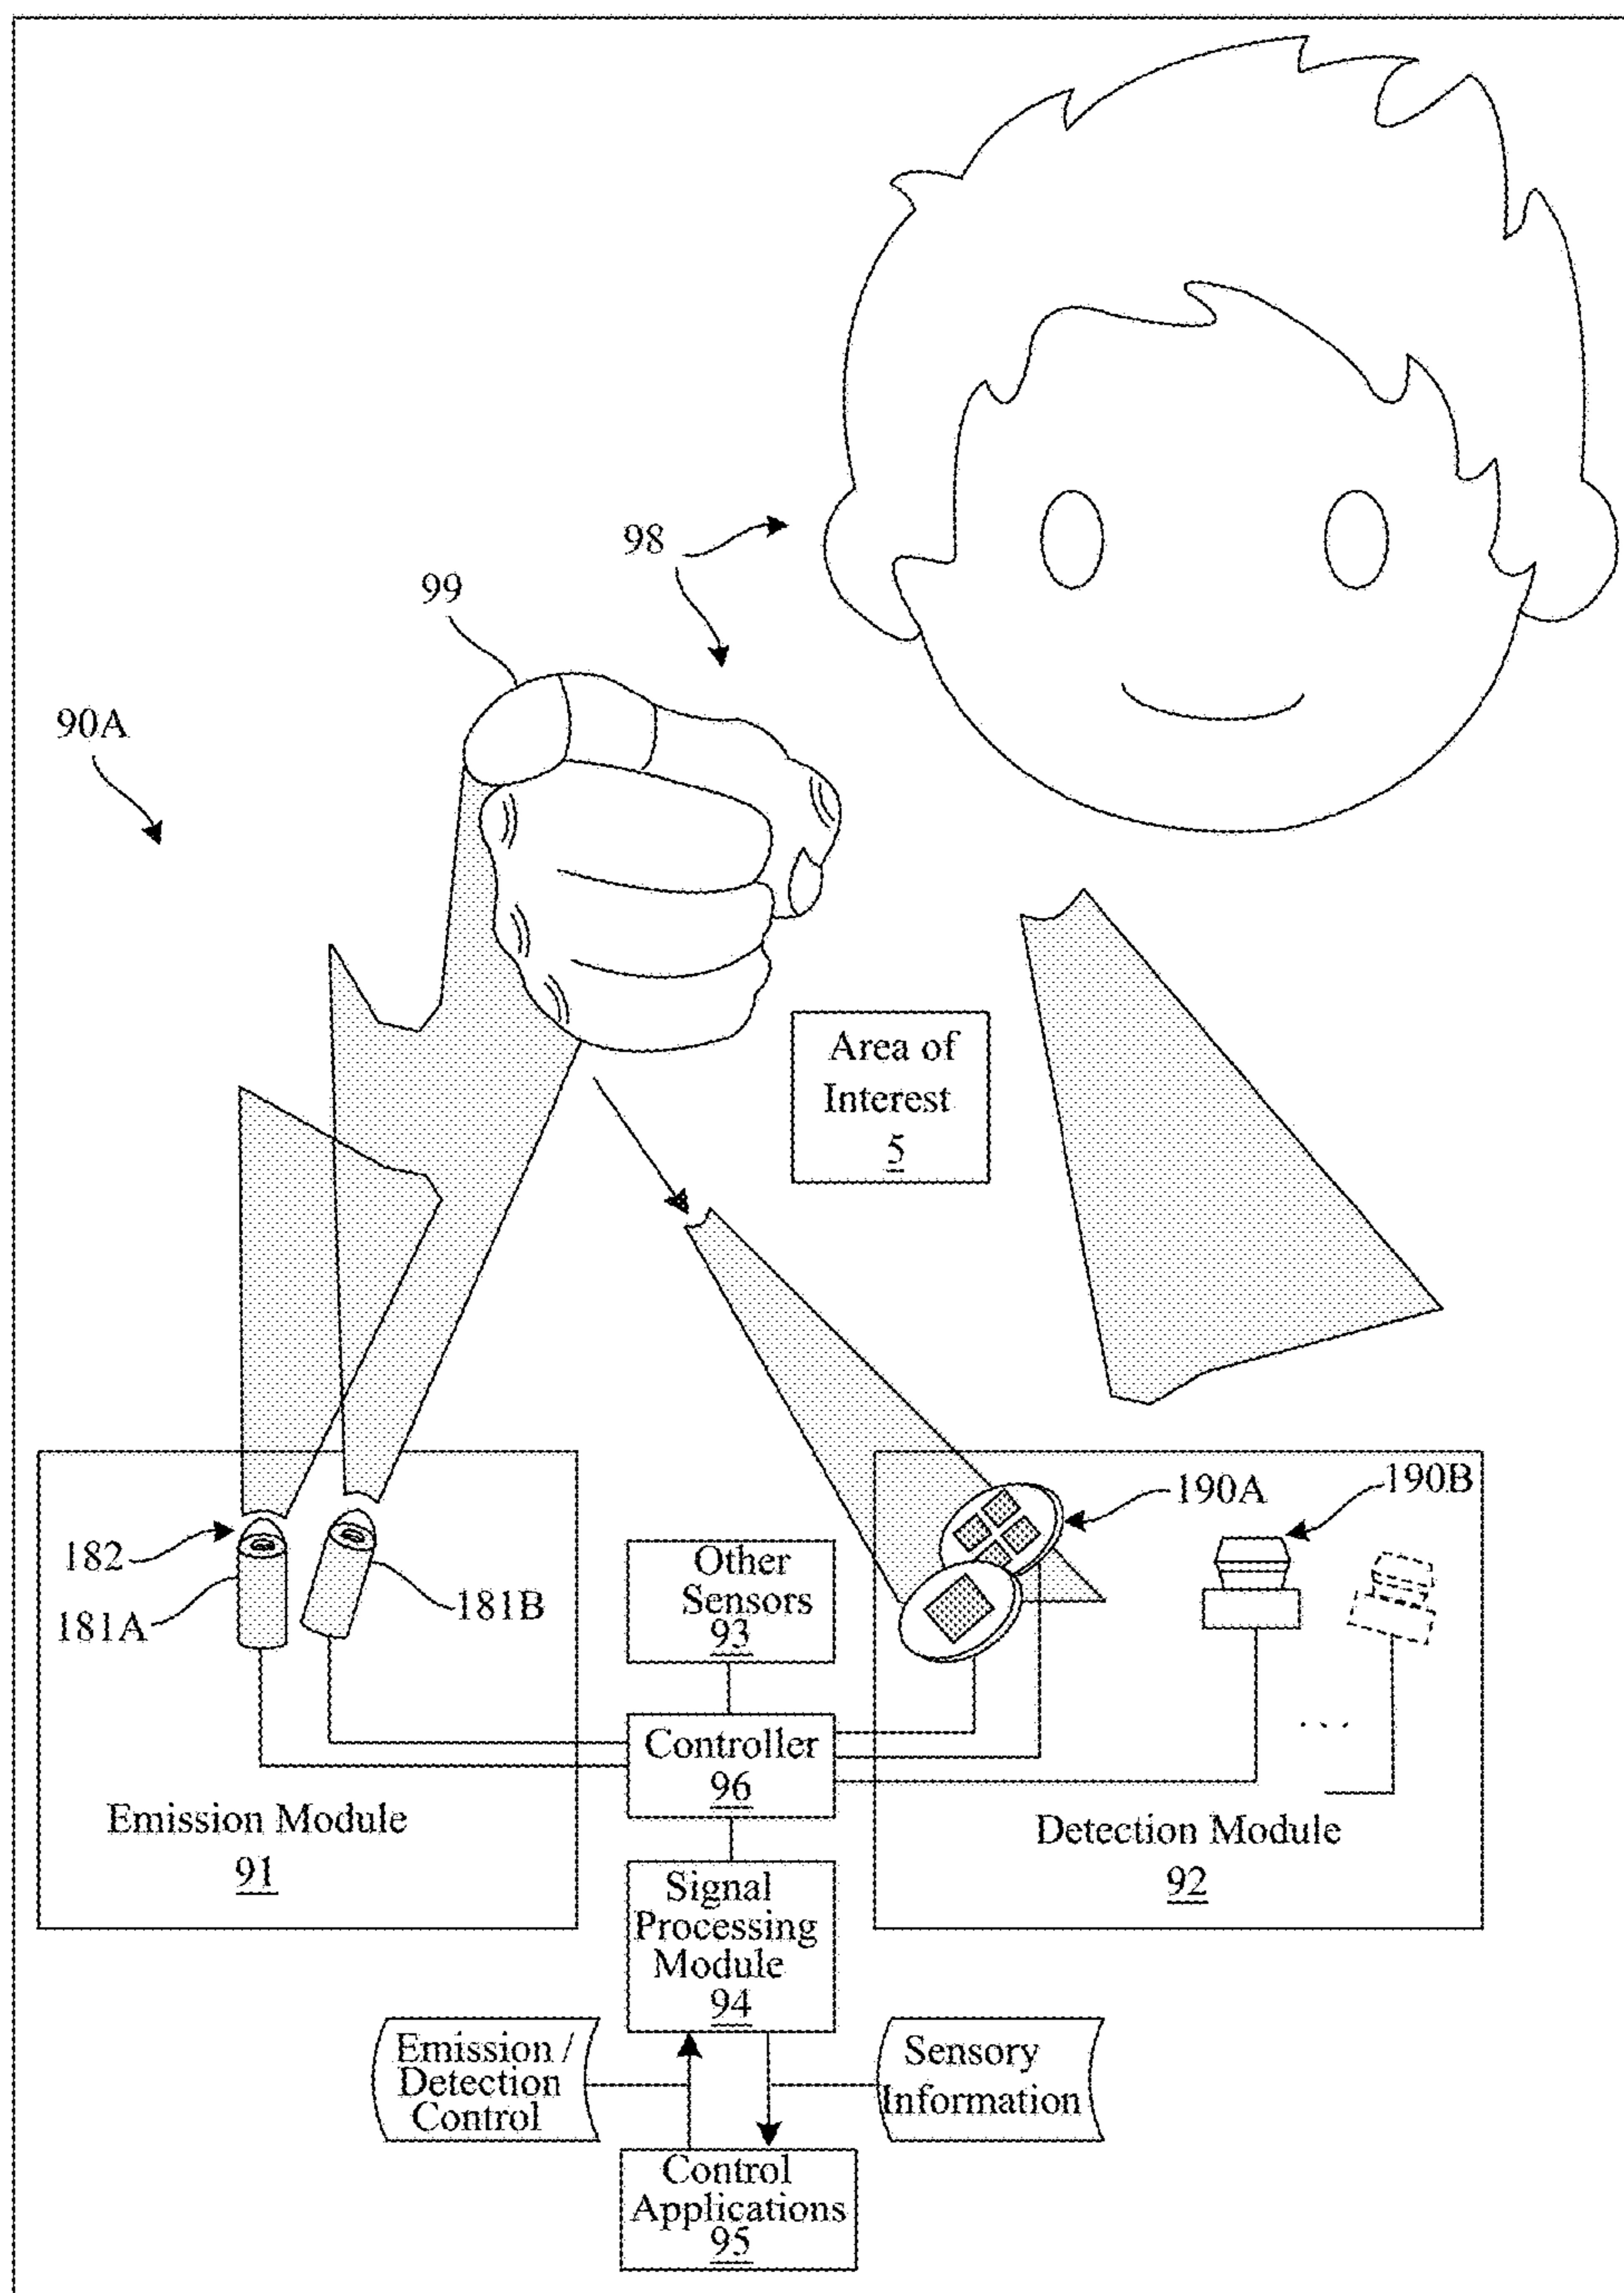 98
99
90A
Area of
Interest
5
190A
190B
182
181A
181B
Other
Sensors
93
Controller
96
Emission Module
91
Detection Module
92
. . .
Signal
Processing
Module
94
Emission /
Detection
Control
Sensory
Information
Control
Applications
95